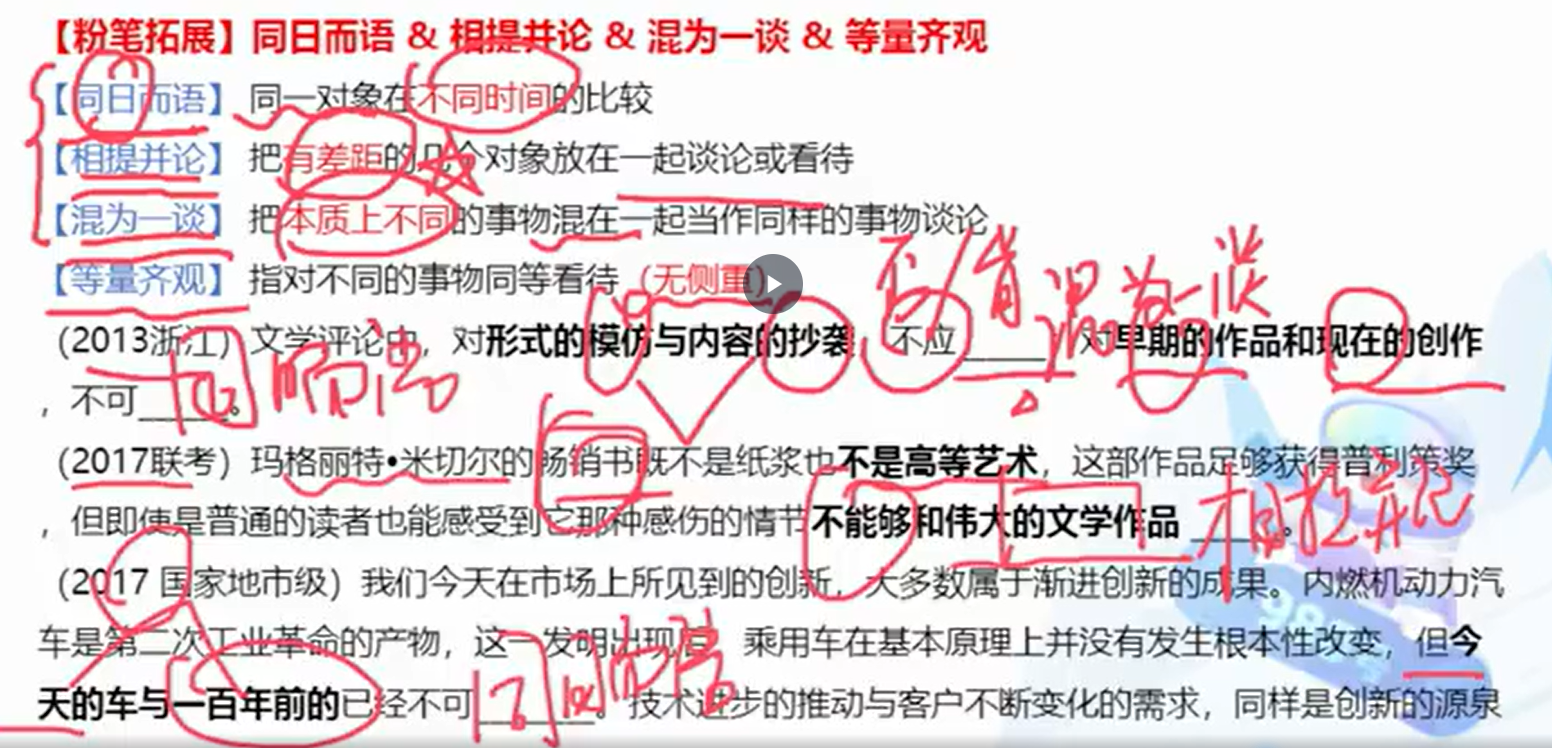 【粉笔拓展】同日而语 & 相提并论 & 混为一谈 & 等量齐观
【同日而语】 同一对象在不同时间的比较
【相提并论】 把有差距的几个对象放在一起谈论或看待
【混为一谈】 把本质上不同的事物混在一起当作同样的事物谈论
【等量齐观】 指对不同的事物同等看待（无侧重）
不 混为一谈
(2013浙江）文学评论中，对形式的模仿与内容的抄袭，不应______，对早期的作品和现在的创作
，不可______。
同日而语
(2017联考）玛格丽特•米切尔的畅销书既不是纸浆也不是高等艺术，这部作品足够获得普利策奖
，但即使是普通的读者也能感受到它那种感伤的情节不能够和伟大的文学作品______。
相提并论
(2017 国家地市级）我们今天在市场上所见到的创新，大多数属于渐进创新的成果。内燃机动力汽
车是第二次工业革命的产物，这一发明出现后，乘用车在基本原理上并没有发生根本性改变，但今
天的车与一百年前的已经不可______。技术进步的推动与客户不断变化的需求，同样是创新的源泉
同日而语